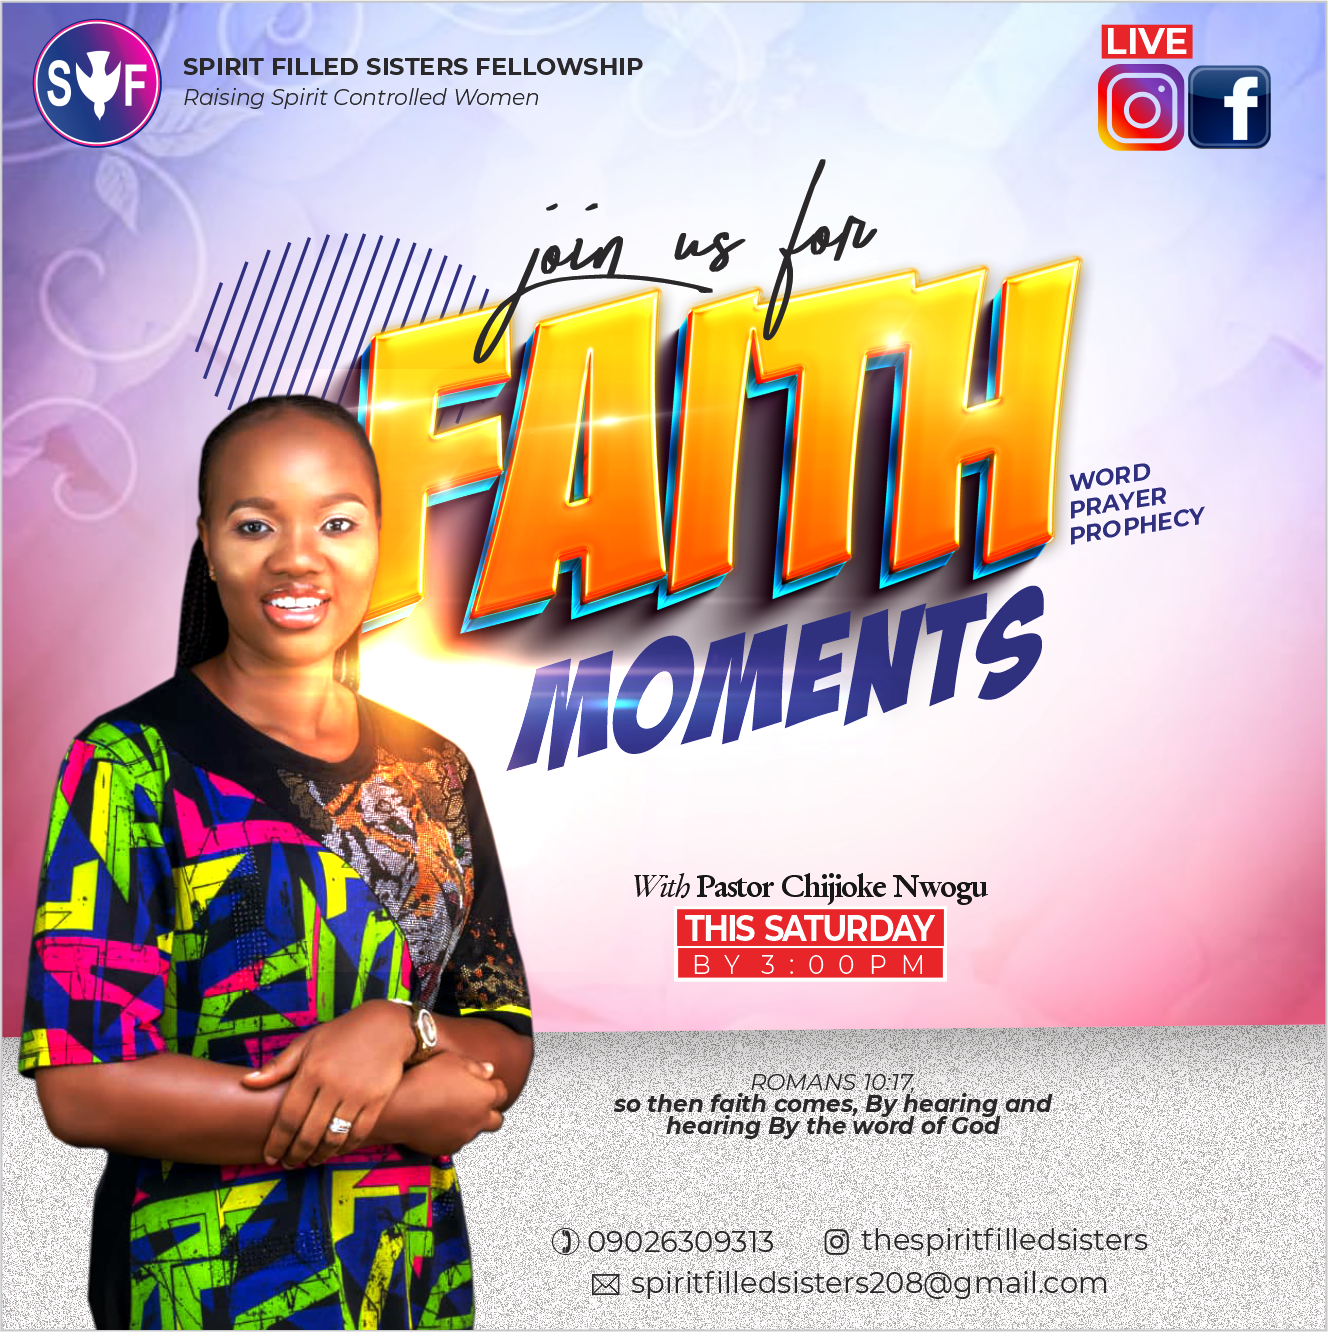 S F
SPIRIT FILLED SISTERS FELLOWSHIP
Raising Spirit Controlled Women
LIVE
f
join us for
FAITH
MOMENTS
WORD
PRAYER
PROPHECY
With Pastor Chijioke Nwogu
THIS SATURDAY
BY 3:00PM
ROMANS 10:17,
so then faith comes, By hearing and
hearing By the word of God
09026309313 thespiritfilledsisters
spiritfilledsisters208@gmail.com